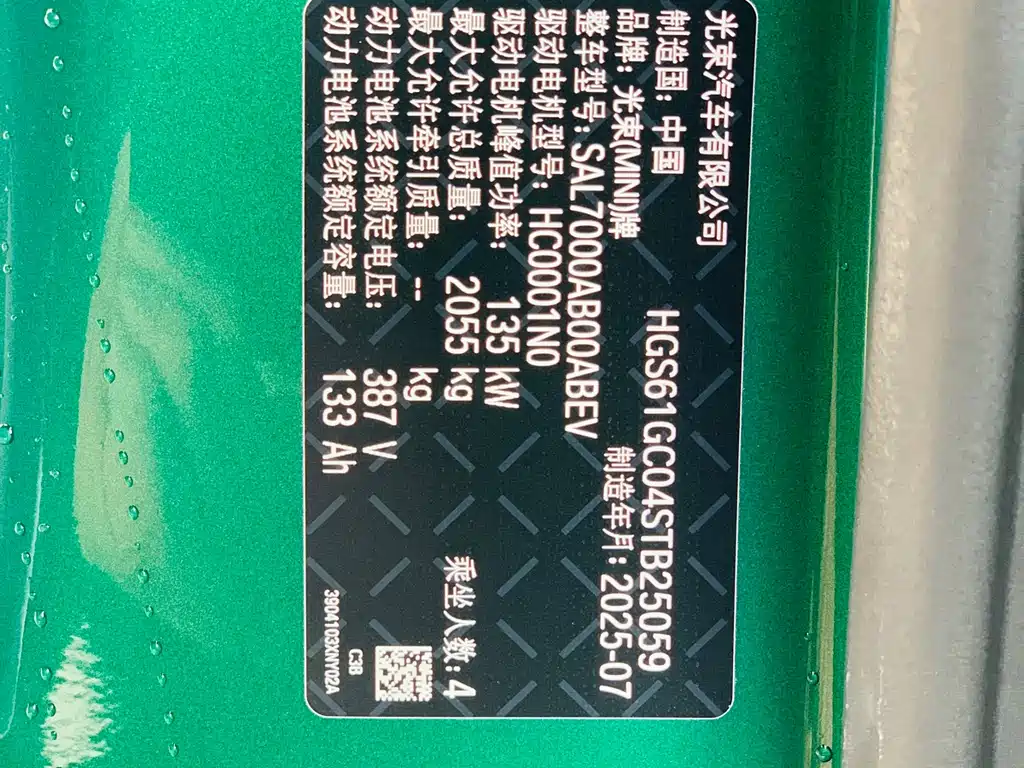 光束汽车有限公司
制造国: 中国 HGS61GC04STB25059
品牌: 光束(MINI)牌 制造年月: 2025-07
整车型号: SAL7000AB00ABEV
驱动电机型号: HC0001N0
驱动电机峰值功率: 135 kW
最大允许总质量: 2055 kg 乘坐人数: 4
最大允许牵引质量: -- kg
动力电池系统额定电压: 387 V
动力电池系统额定容量: 133 Ah
C3B
3904103XNY02A